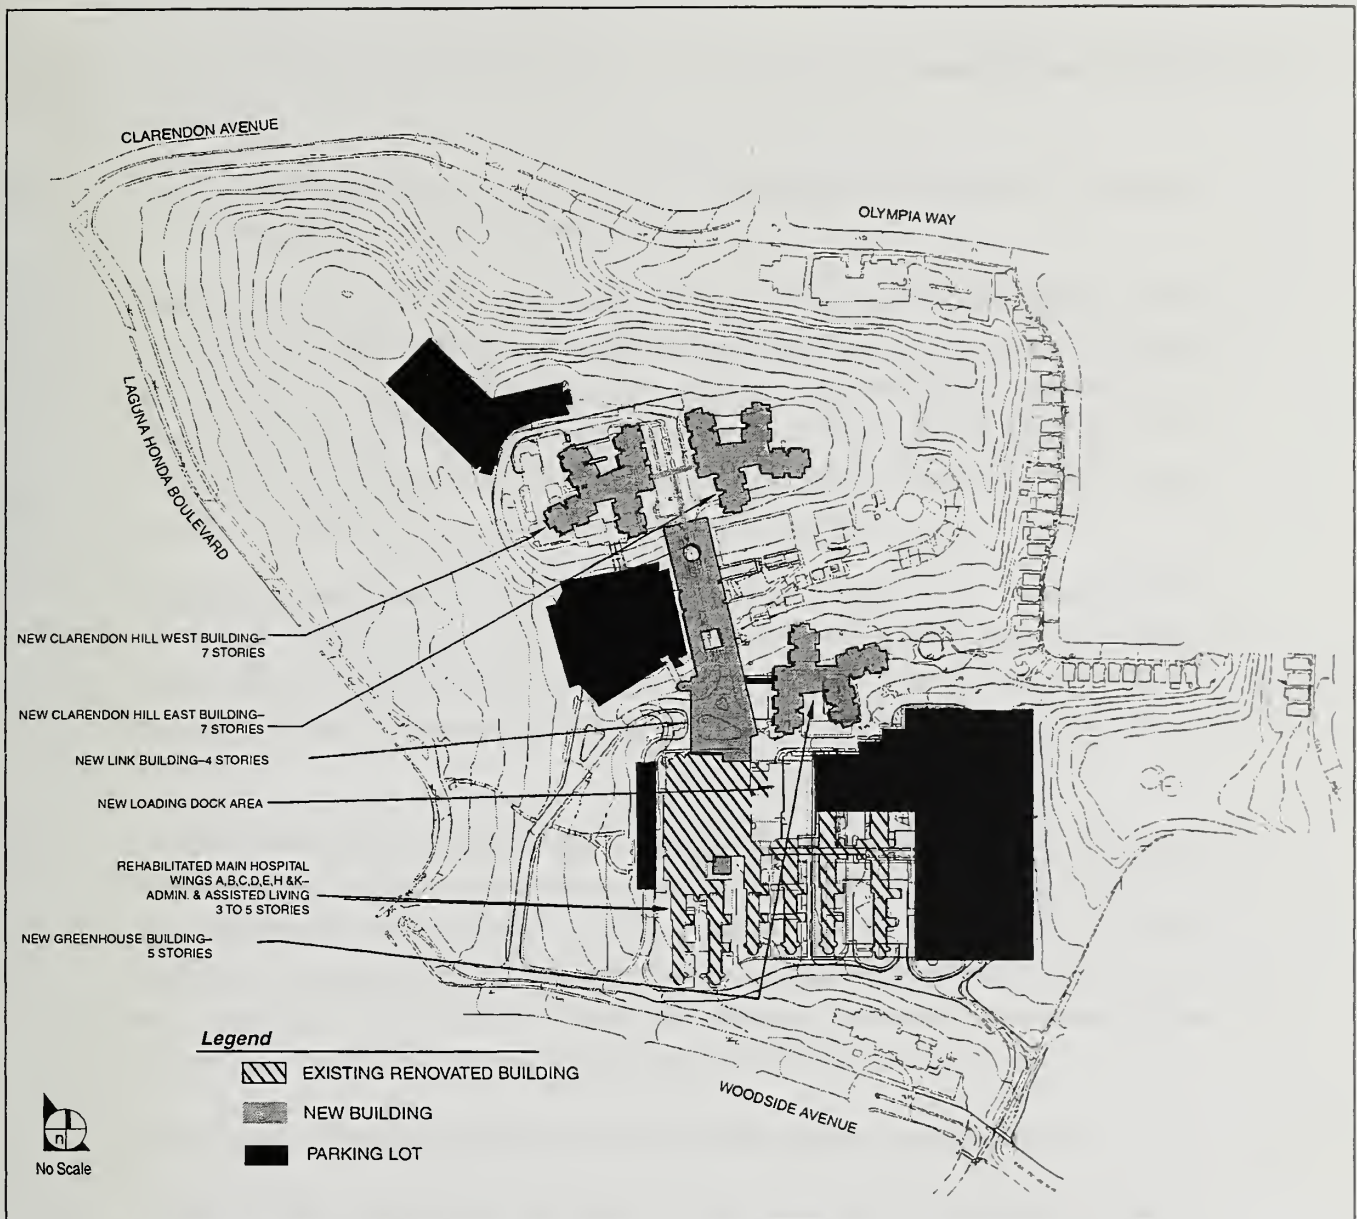 CLARENDON AVENUE
OLYMPIA WAY
LAGUNA HONDA BOULEVARD
NEW CLARENDON HILL WEST BUILDING–
7 STORIES
NEW CLARENDON HILL EAST BUILDING–
7 STORIES
NEW LINK BUILDING–4 STORIES
NEW LOADING DOCK AREA
REHABILITATED MAIN HOSPITAL
WINGS A,B,C,D,E,H &K–
ADMIN. & ASSISTED LIVING
3 TO 5 STORIES
NEW GREENHOUSE BUILDING–
5 STORIES
Legend
EXISTING RENOVATED BUILDING
NEW BUILDING
PARKING LOT
WOODSIDE AVENUE
n
No Scale